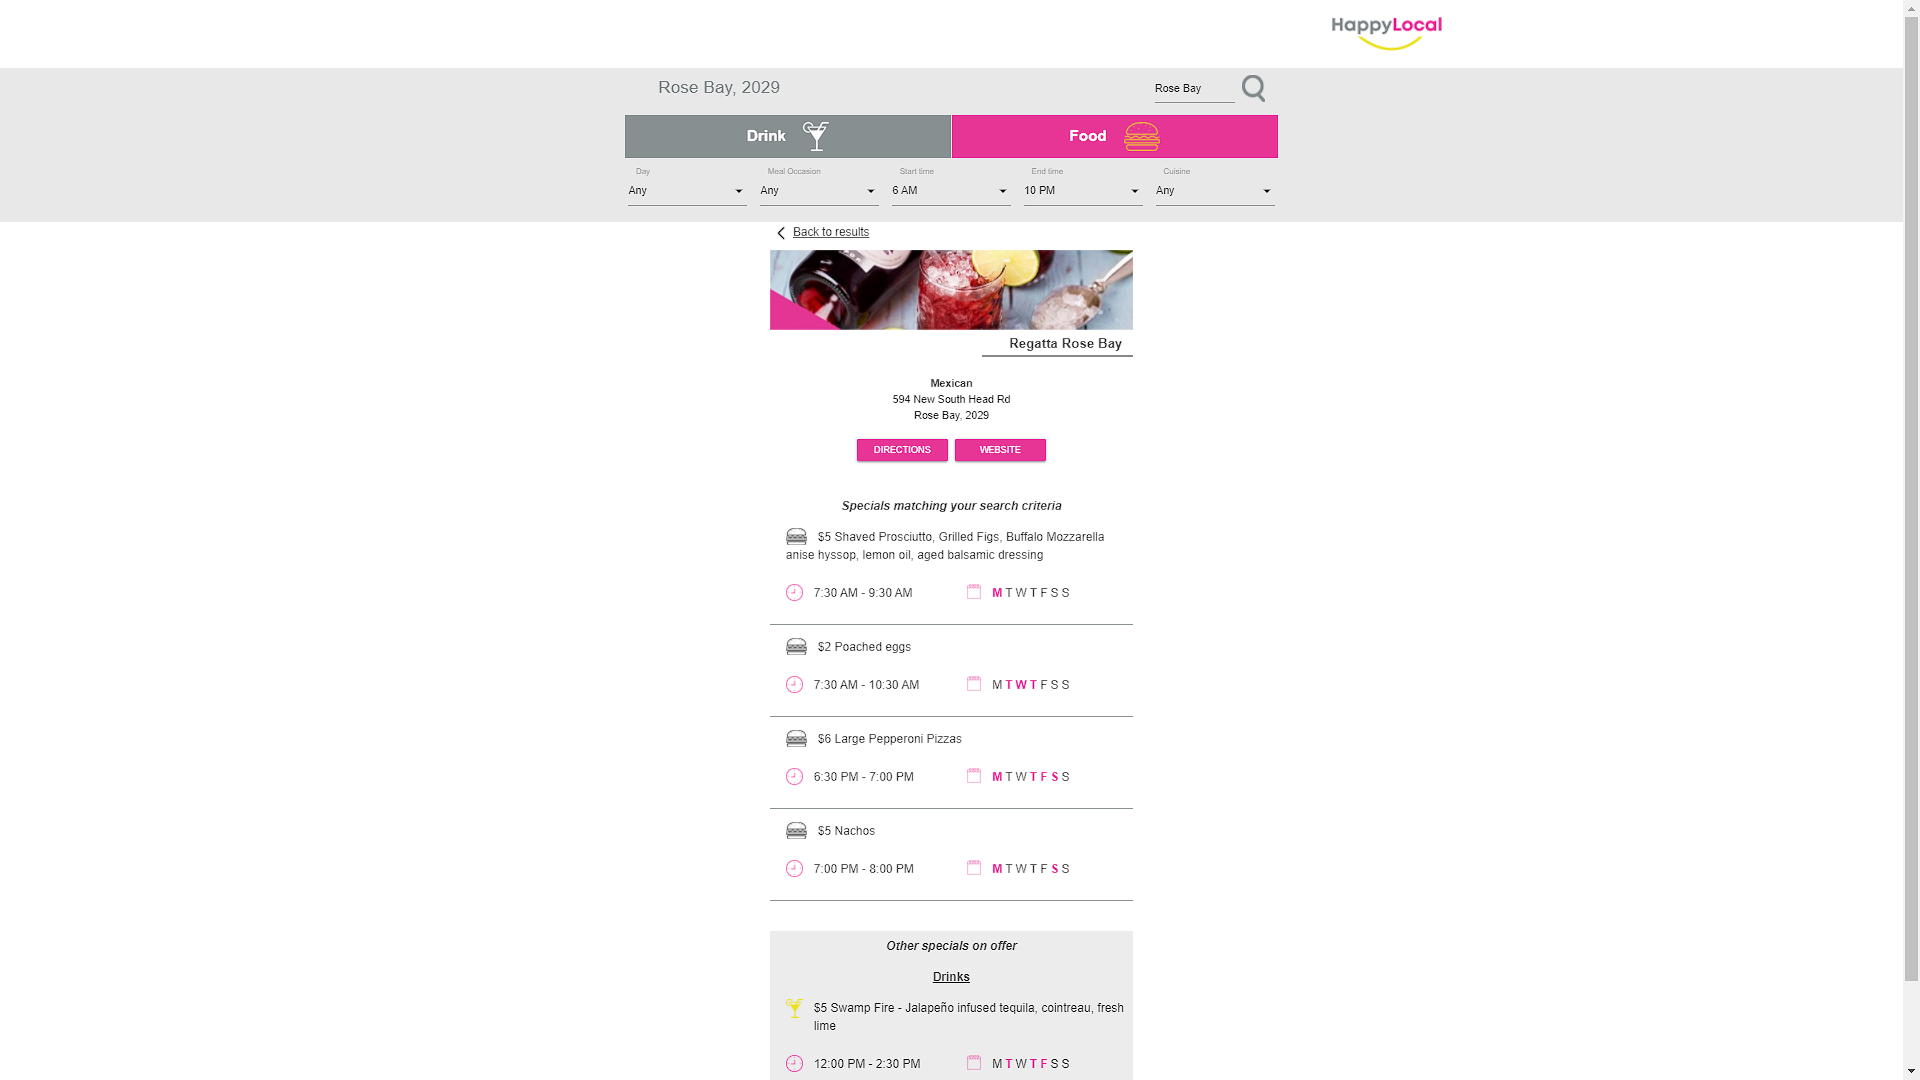 HappyLocal
Rose Bay, 2029
Rose Bay
Drink
Food
Day
Meal Occasion
Start time
End time
Cuisine
Any
Any
6 AM
10 PM
Any
Back to results
Regatta Rose Bay
Mexican
594 New South Head Rd
Rose Bay, 2029
DIRECTIONS
WEBSITE
Specials matching your search criteria
$5 Shaved Prosciutto, Grilled Figs, Buffalo Mozzarella
anise hyssop, lemon oil, aged balsamic dressing
7:30 AM - 9:30 AM
M T W T F S S
$2 Poached eggs
7:30 AM - 10:30 AM
M T W T F S S
$6 Large Pepperoni Pizzas
6:30 PM - 7:00 PM
M T W T F S S
$5 Nachos
7:00 PM - 8:00 PM
M T W T F S S
Other specials on offer
Drinks
$5 Swamp Fire - Jalapeño infused tequila, cointreau, fresh
lime
12:00 PM - 2:30 PM
M T W T F S S